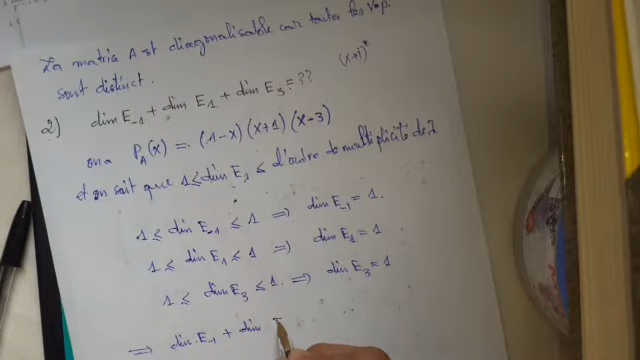 La matrice A est diagonalisable car toutes les v.p.
sont distinct.
2) dim E₋₁ + dim E₁ + dim E₃ = ??
(x+1)
on a P_A(x) = (1-x)(x+1)(x-3)
et on sait que 1 ≤ dim E_λ ≤ l'ordre de multiplicité de λ
1 ≤ dim E₋₁ ≤ 1 ⟹ dim E₋₁ = 1.
1 ≤ dim E₁ ≤ 1 ⟹ dim E₁ = 1
1 ≤ dim E₃ ≤ 1. ⟹ dim E₃ = 1
⟹ dim E₋₁ + dim